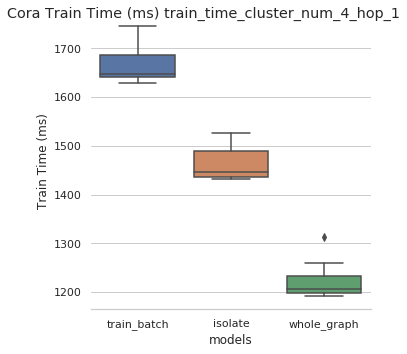 Cora Train Time (ms) train_time_cluster_num_4_hop_1
1700
1600
1500
1400
1300
1200
Train Time (ms)
train_batch isolate whole_graph
models